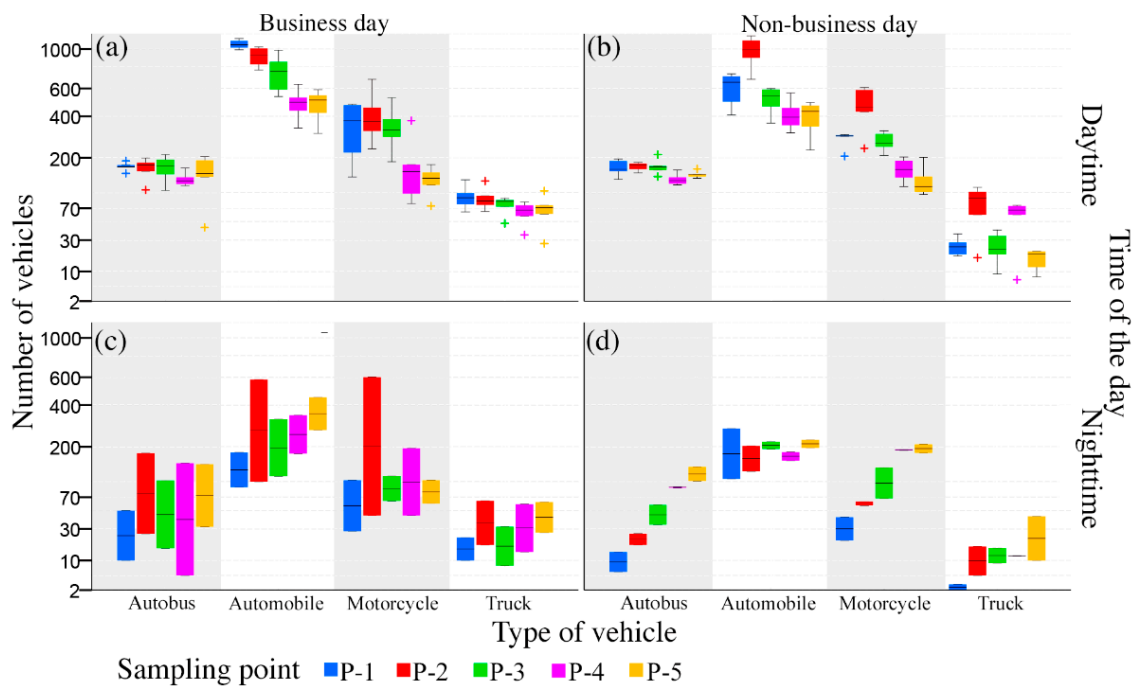 Business day
Non-business day
(a)
(b)
1000
600
400
200
70
30
10
2
Daytime
(c)
(d)
1000
600
400
200
70
30
10
2
Nighttime
Number of vehicles
Time of the day
Autobus Automobile Motorcycle Truck
Autobus Automobile Motorcycle Truck
Type of vehicle
Sampling point P-1 P-2 P-3 P-4 P-5